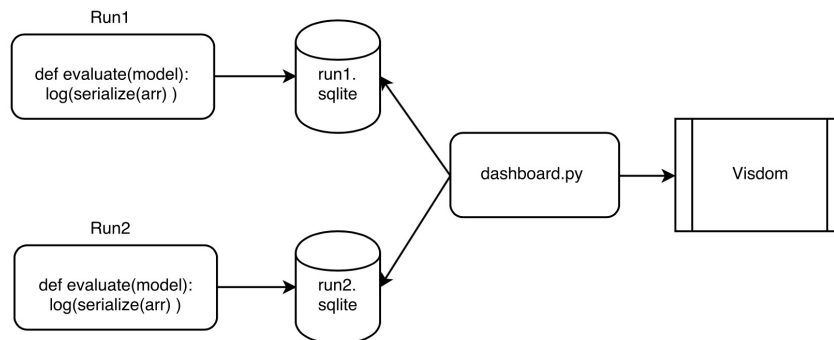 Run1
def evaluate(model):
log(serialize(arr) )
run1.
sqlite
dashboard.py
Visdom
Run2
def evaluate(model):
log(serialize(arr) )
run2.
sqlite